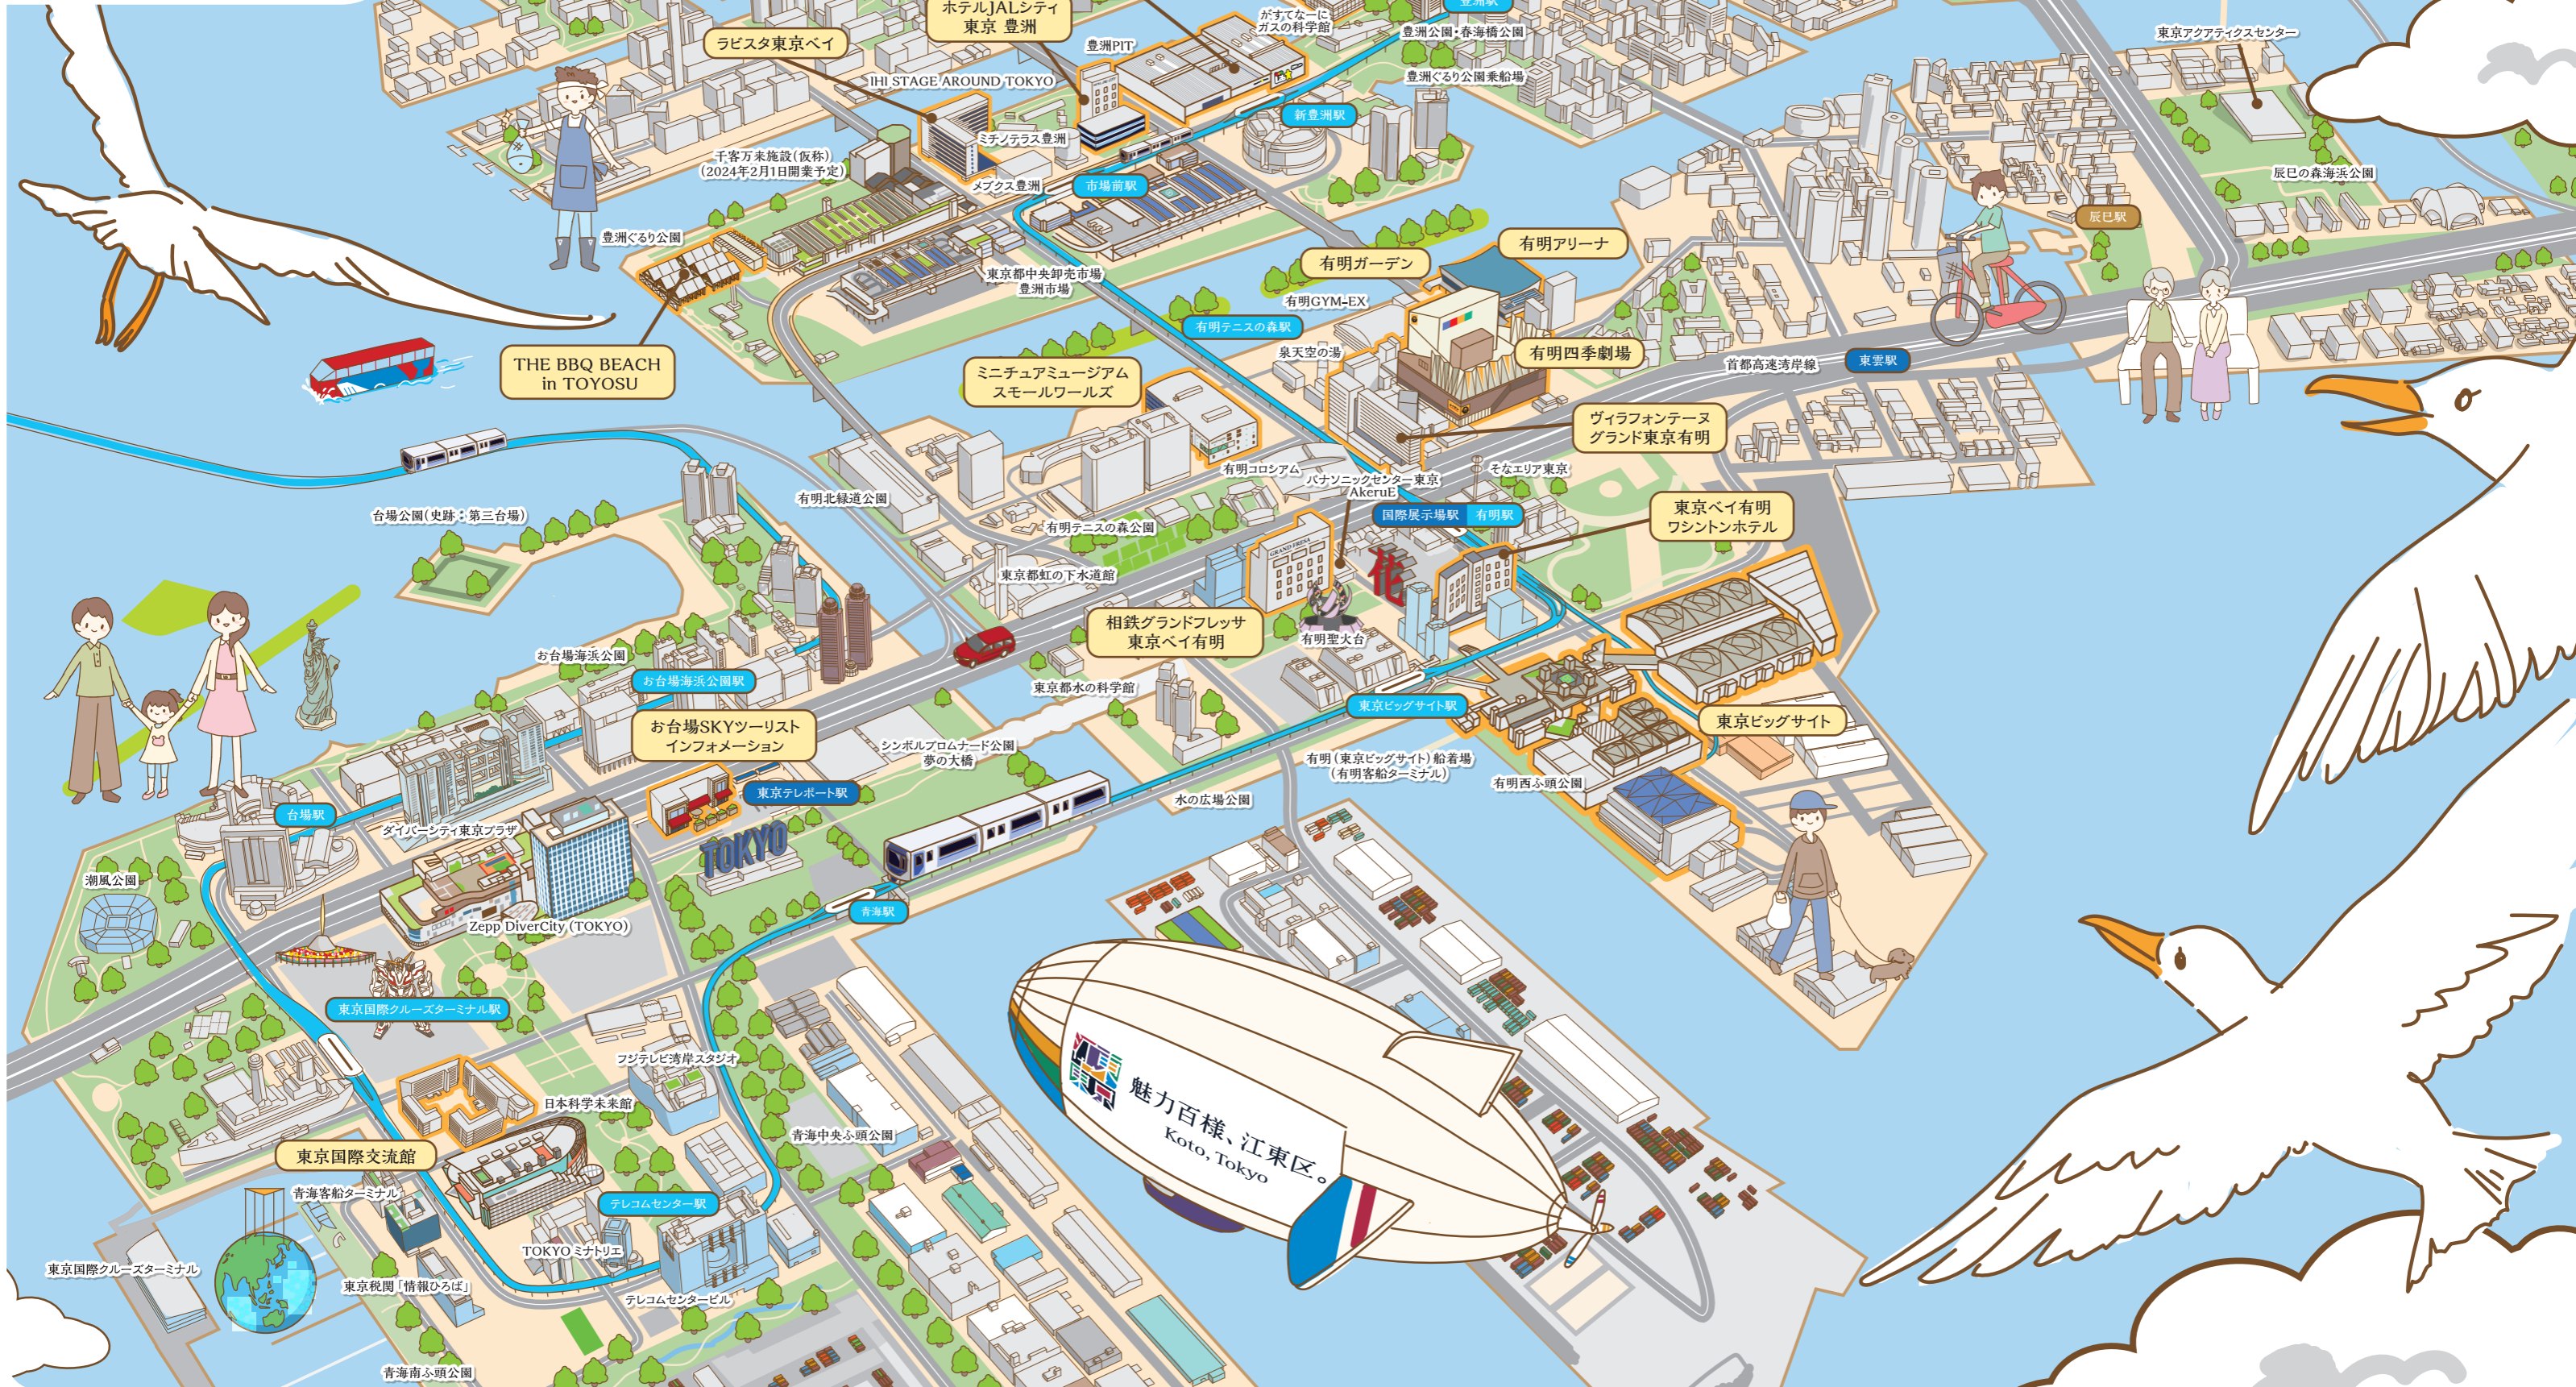 ホテルJALシティ
東京 豊洲
ラビスタ東京ベイ
豊洲PIT
がすてなーに
ガスの科学館
豊洲駅
豊洲公園・春海橋公園
東京アクアティクスセンター
IHI STAGE AROUND TOKYO
豊洲ぐるり公園乗船場
新豊洲駅
ミチノテラス豊洲
千客万来施設(仮称)
(2024年2月1日開業予定)
メブクス豊洲
市場前駅
辰巳の森海浜公園
辰巳駅
豊洲ぐるり公園
東京都中央卸売市場
豊洲市場
有明ガーデン
有明アリーナ
有明GYM-EX
有明テニスの森駅
泉天空の湯
有明四季劇場
首都高速湾岸線
東雲駅
THE BBQ BEACH
in TOYOSU
ミニチュアミュージアム
スモールワールズ
ヴィラフォンテーヌ
グランド東京有明
有明コロシアム
パナソニックセンター東京
AkeruE
そなエリア東京
有明北緑道公園
台場公園(史跡:第三台場)
有明テニスの森公園
国際展示場駅
有明駅
東京ベイ有明
ワシントンホテル
GRAND FRESA
花
東京都虹の下水道館
相鉄グランドフレッサ
東京ベイ有明
有明聖火台
お台場海浜公園
お台場海浜公園駅
東京都水の科学館
東京ビッグサイト駅
東京ビッグサイト
お台場SKYツーリスト
インフォメーション
シンボルプロムナード公園
夢の大橋
有明(東京ビッグサイト)船着場
(有明客船ターミナル)
有明西ふ頭公園
東京テレポート駅
水の広場公園
台場駅
ダイバーシティ東京プラザ
TOKYO
潮風公園
青海駅
Zepp DiverCity (TOKYO)
東京国際クルーズターミナル駅
フジテレビ湾岸スタジオ
日本科学未来館
青海中央ふ頭公園
魅力百様、江東区。
Koto, Tokyo
東京国際交流館
青海客船ターミナル
テレコムセンター駅
TOKYOミナトリエ
東京国際クルーズターミナル
東京税関「情報ひろば」
テレコムセンタービル
青海南ふ頭公園